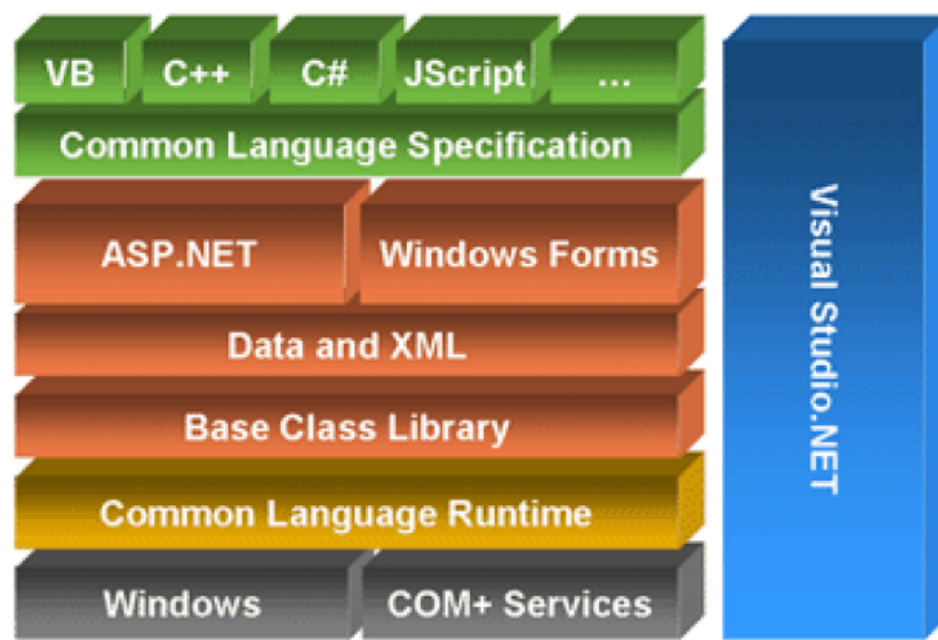 VB C++ C# JScript ...
Common Language Specification
ASP.NET Windows Forms
Data and XML
Base Class Library
Common Language Runtime
Windows COM+ Services
Visual Studio.NET